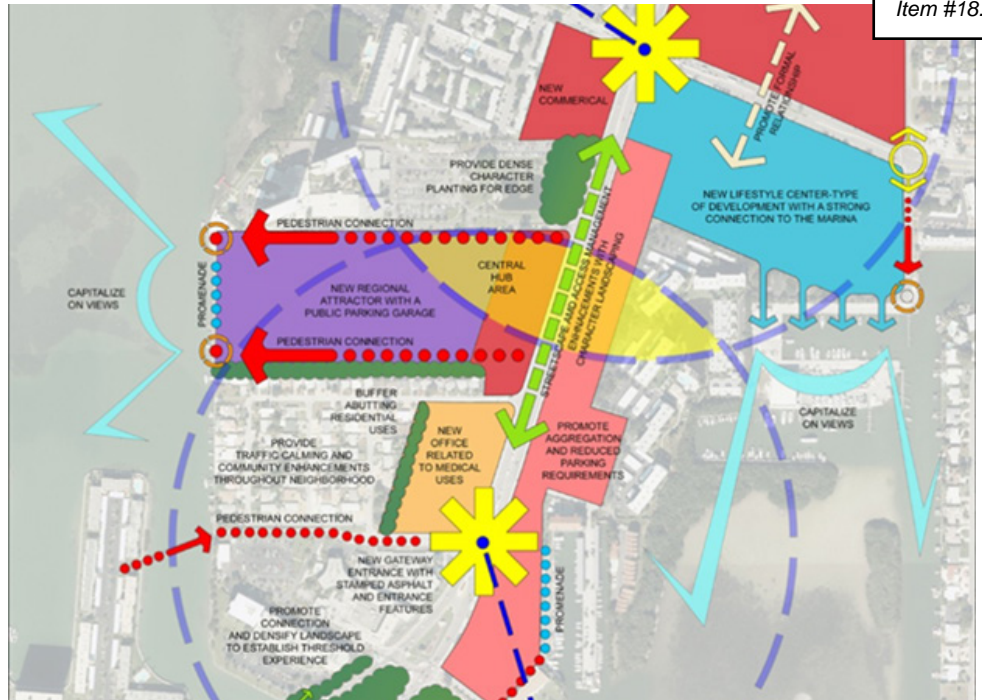 Item #18.
NEW
COMMERICAL
PROMOTE FORMAL
RELATIONSHIP
PROVIDE DENSE
CHARACTER
PLANTING FOR EDGE
NEW LIFESTYLE CENTER-TYPE
OF DEVELOPMENT WITH A STRONG
CONNECTION TO THE MARINA
PEDESTRIAN CONNECTION
STREETSCAPE AMD ACCESS MANAGEMENT
ENHNACEMENTS WITH
CHARACTER LANDSCAPING
CENTRAL
HUB
AREA
CAPITALIZE
ON VIEWS
PROMENADE
NEW REGIONAL
ATTRACTOR WITH A
PUBLIC PARKING GARAGE
PEDESTRIAN CONNECTION
BUFFER
ABUTTING
RESIDENTIAL
USES
CAPITALIZE
ON VIEWS
NEW
OFFICE
RELATED
TO MEDICAL
USES
PROMOTE
AGGREGATION
AND REDUCED
PARKING
REQUIREMENTS
PROVIDE
TRAFFIC CALMING AND
COMMUNITY ENHANCEMENTS
THROUGHOUT NEIGHBORHOOD
PEDESTRIAN CONNECTION
NEW GATEWAY
ENTRANCE WITH
STAMPED ASPHALT
AND ENTRANCE
FEATURES
PROMENADE
PROMOTE
CONNECTION
AND DENSIFY LANDSCAPE
TO ESTABLISH THRESHOLD
EXPERIENCE